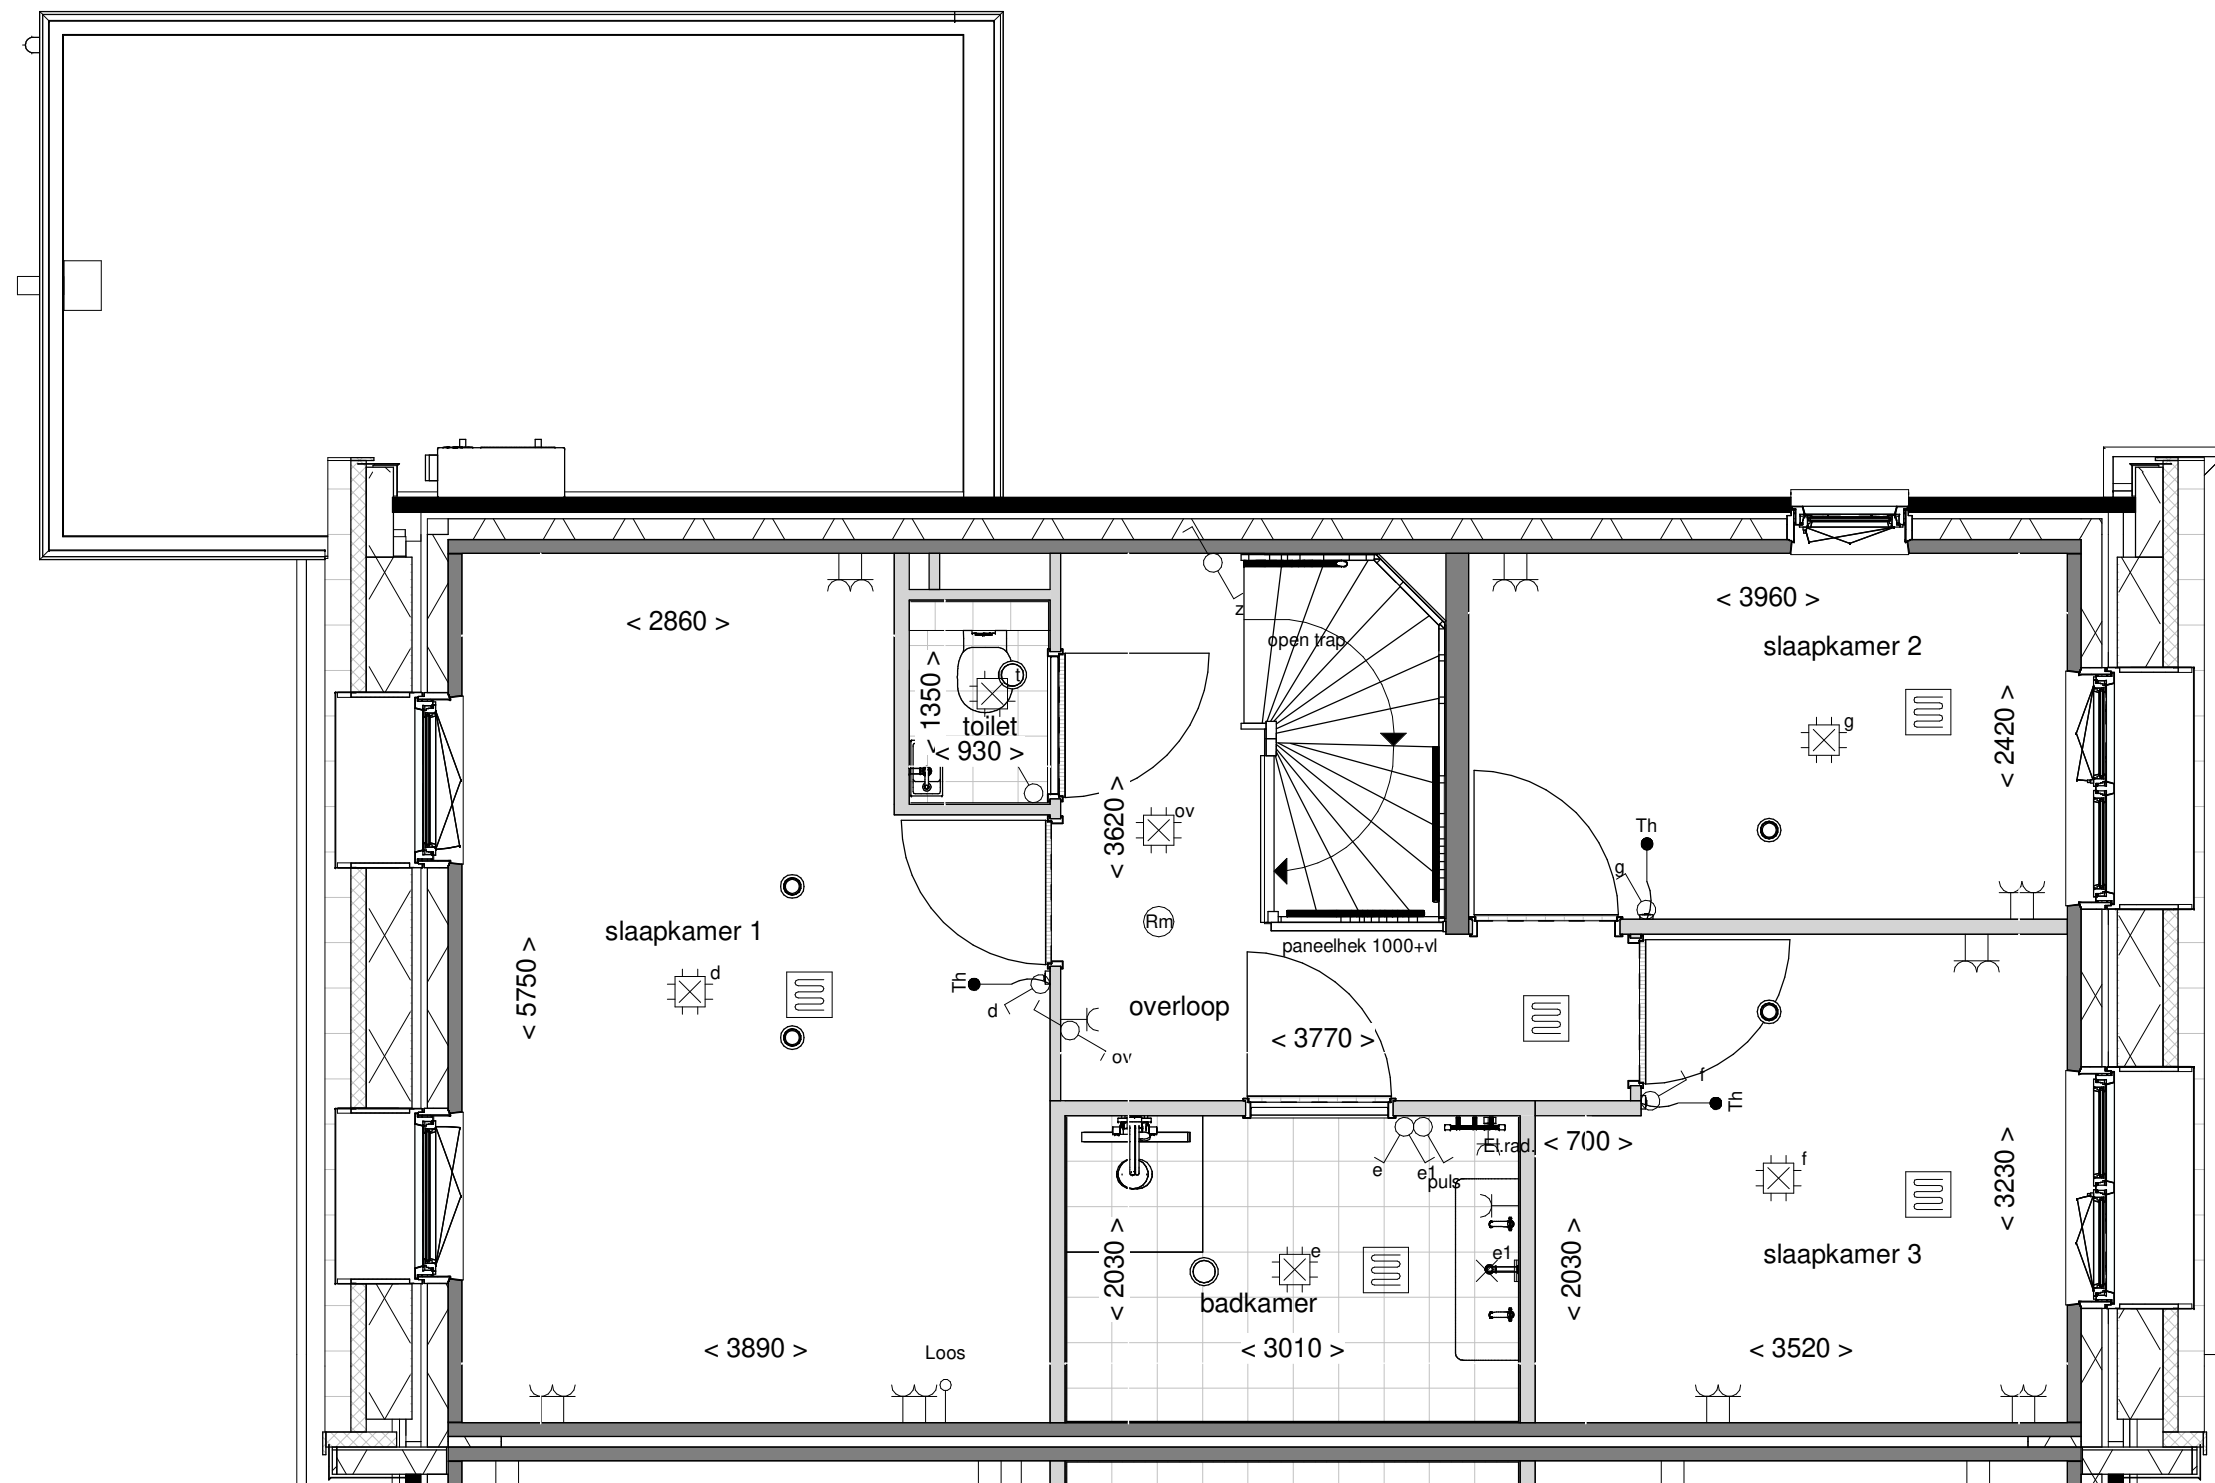 < 2860 >
< 3960 >
z
open trap
slaapkamer 2
< 1350 >
t
toilet
< 930 >
g
< 2420 >
< 3620 >
ov
Th
g
slaapkamer 1
Rm
paneelhek 1000+vl
< 5750 >
d
Th
d
overloop
< 3770 >
ov
f
Th
El.rad.
< 700 >
e
e1
puls
f
< 3230 >
< 2030 >
e
e1
< 2030 >
slaapkamer 3
badkamer
< 3890 >
Loos
< 3010 >
< 3520 >